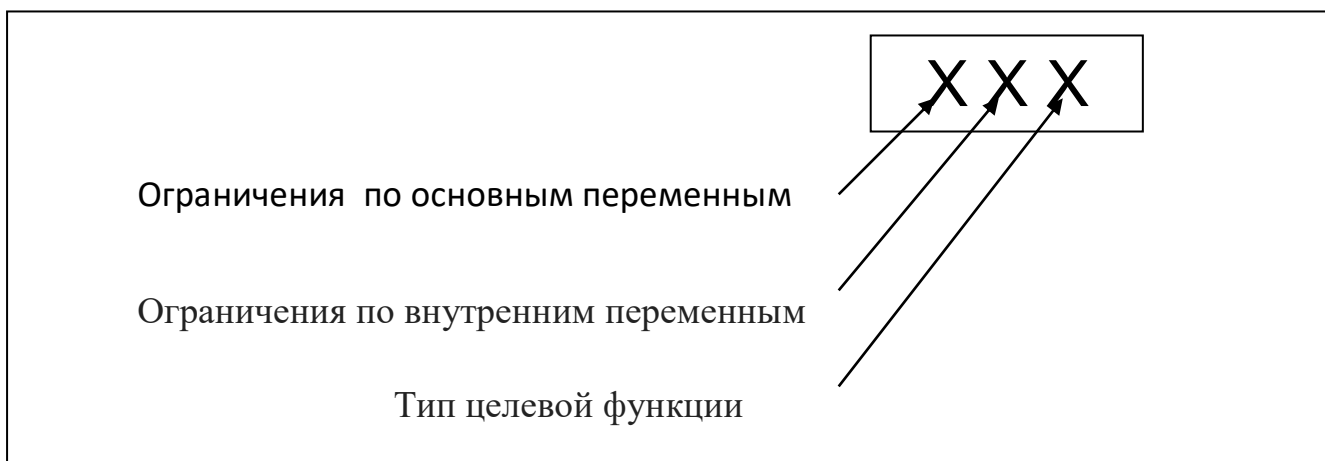 X X X
Ограничения по основным переменным
Ограничения по внутренним переменным
Тип целевой функции